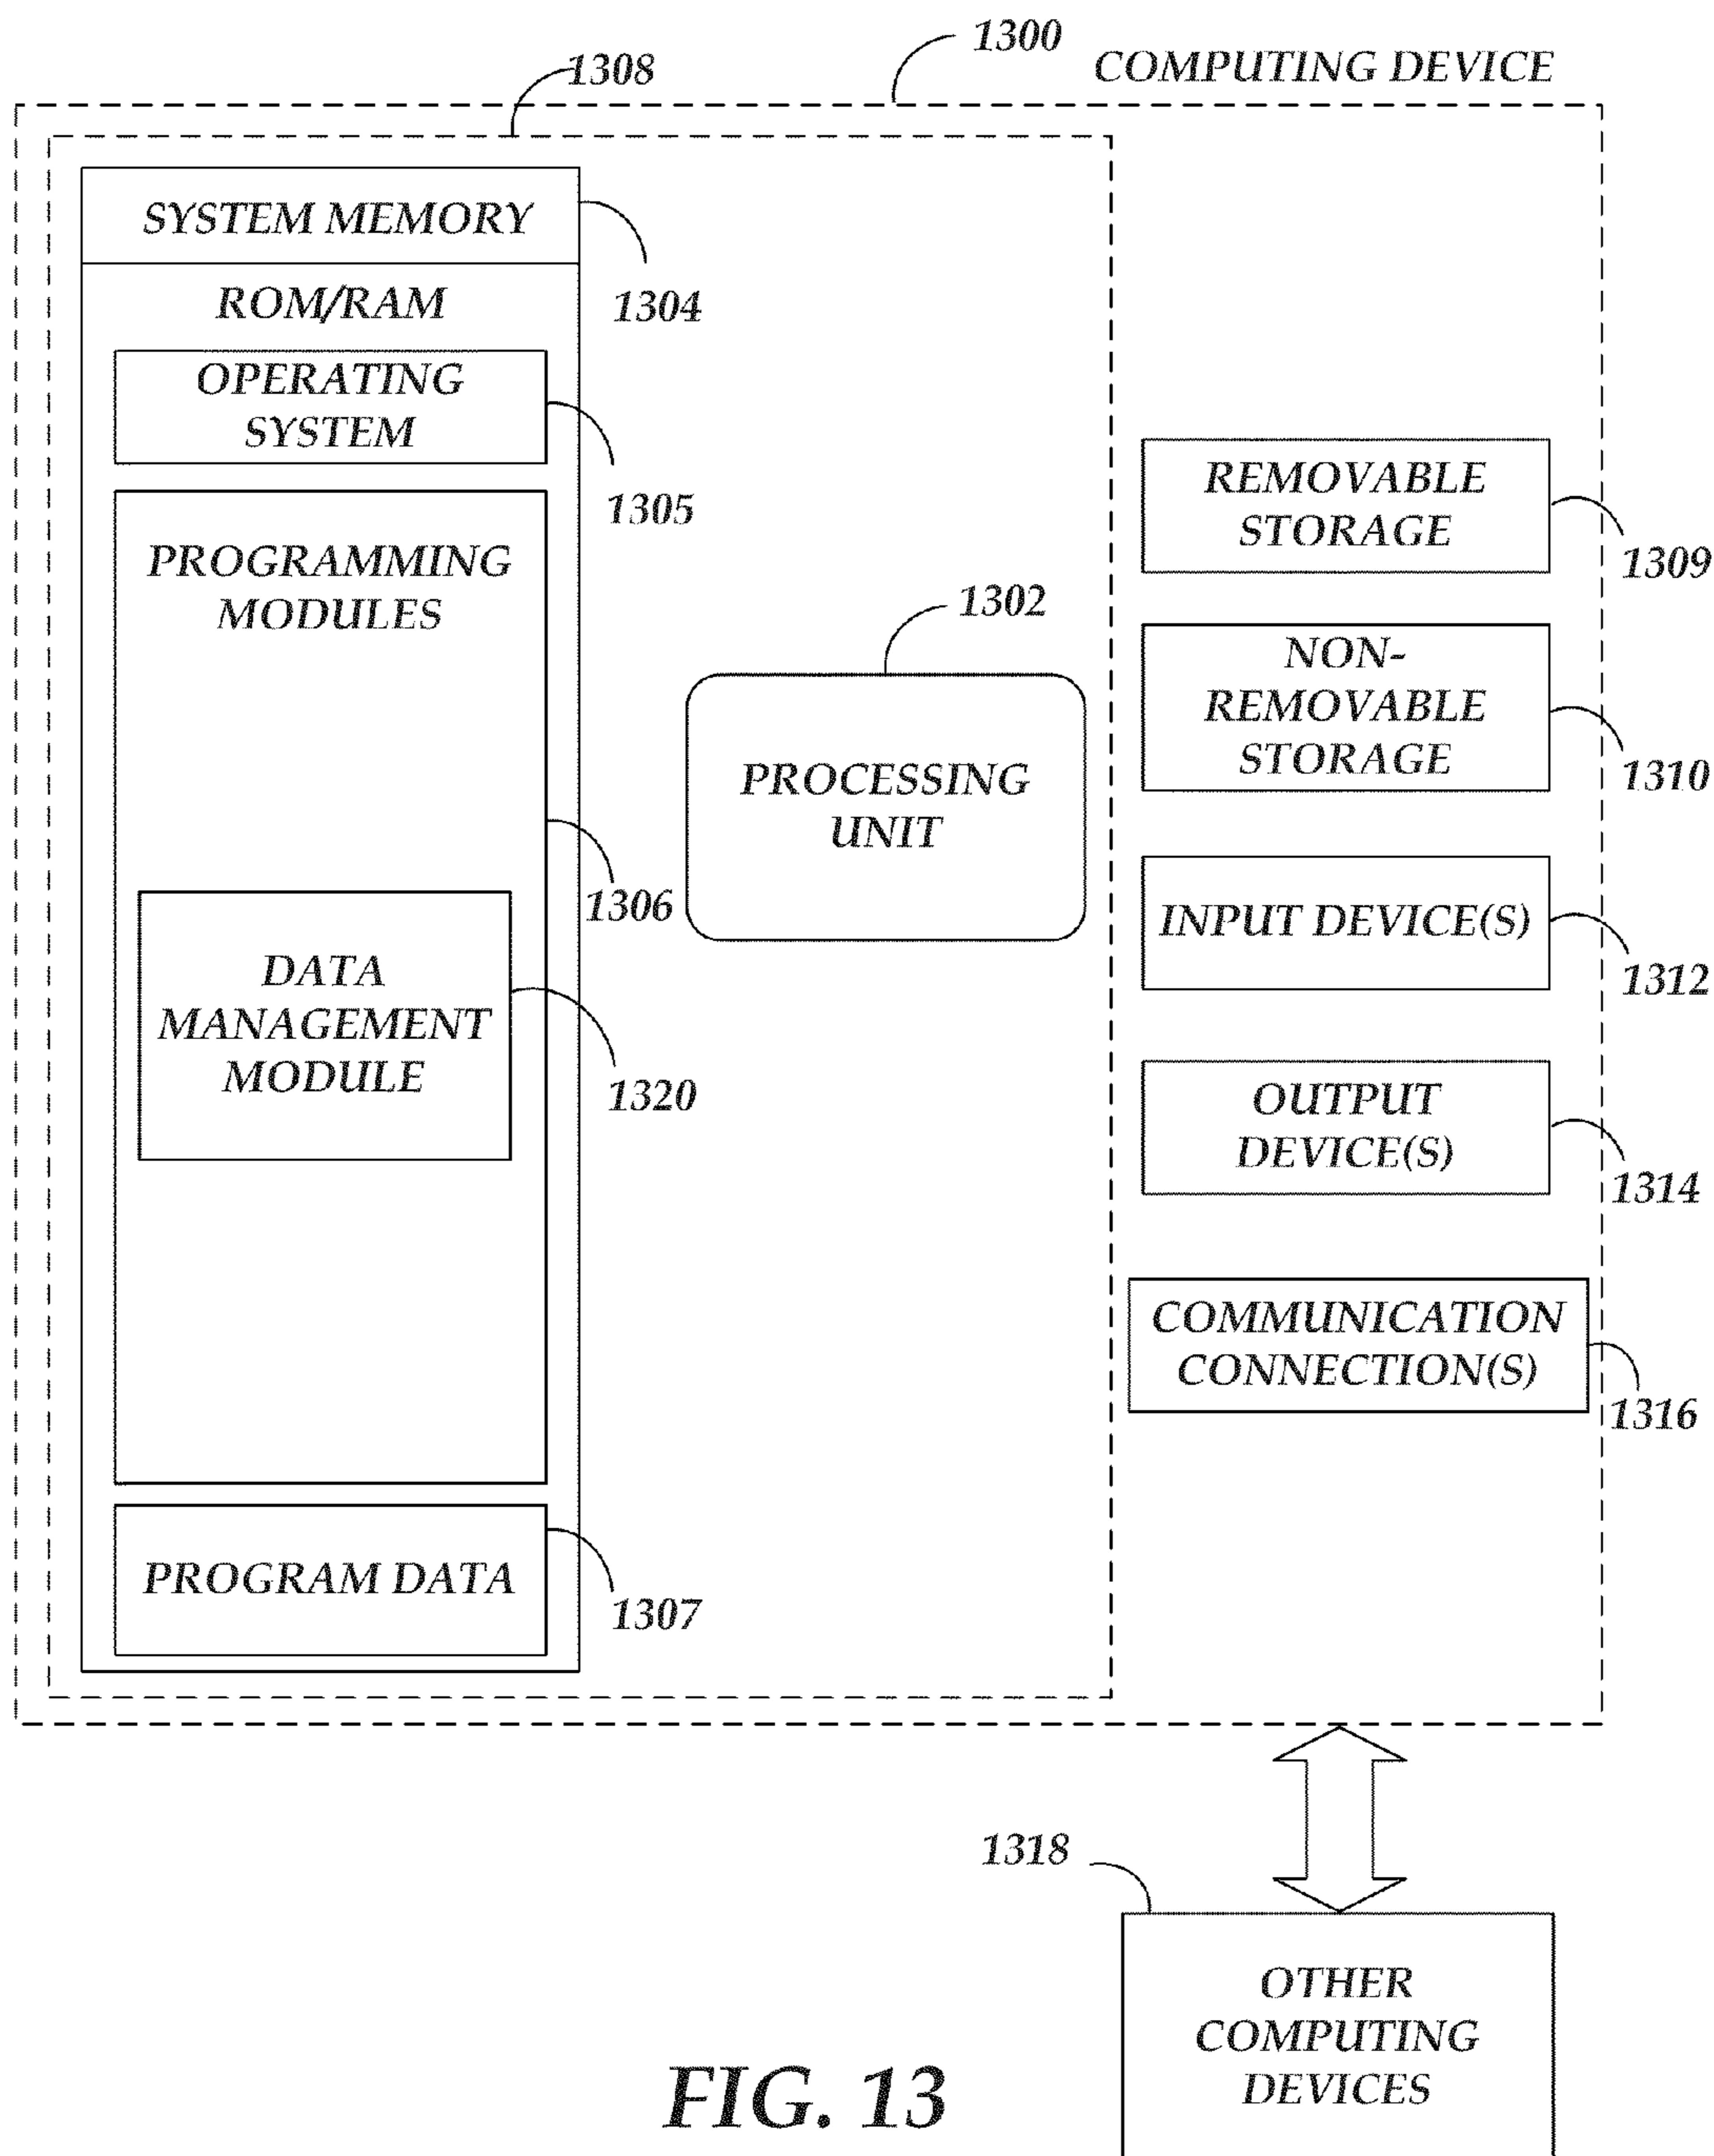 1300
COMPUTING DEVICE
1308
SYSTEM MEMORY
1304
ROM/RAM
OPERATING
SYSTEM
1305
PROGRAMMING
MODULES
1306
DATA
MANAGEMENT
MODULE
1320
PROGRAM DATA
1307
1302
PROCESSING
UNIT
REMOVABLE
STORAGE
1309
NON-
REMOVABLE
STORAGE
1310
INPUT DEVICE(S)
1312
OUTPUT
DEVICE(S)
1314
COMMUNICATION
CONNECTION(S)
1316
1318
OTHER
COMPUTING
DEVICES
FIG. 13